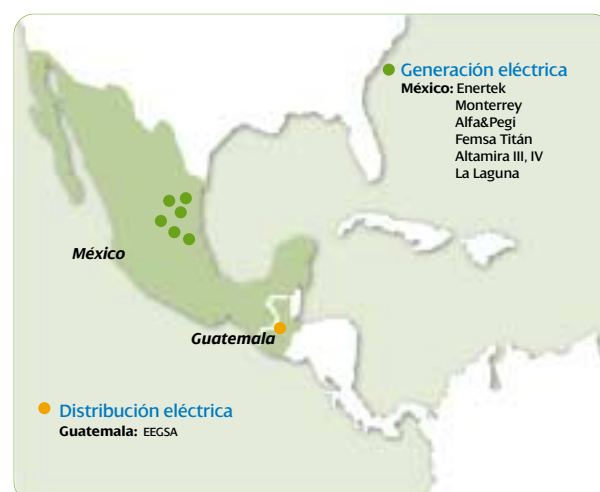 Generación eléctrica
México: Enertek
Monterrey
Alfa&Pegi
Femsa Titán
Altamira III, IV
La Laguna
México
Guatemala
Distribución eléctrica
Guatemala: EEGSA